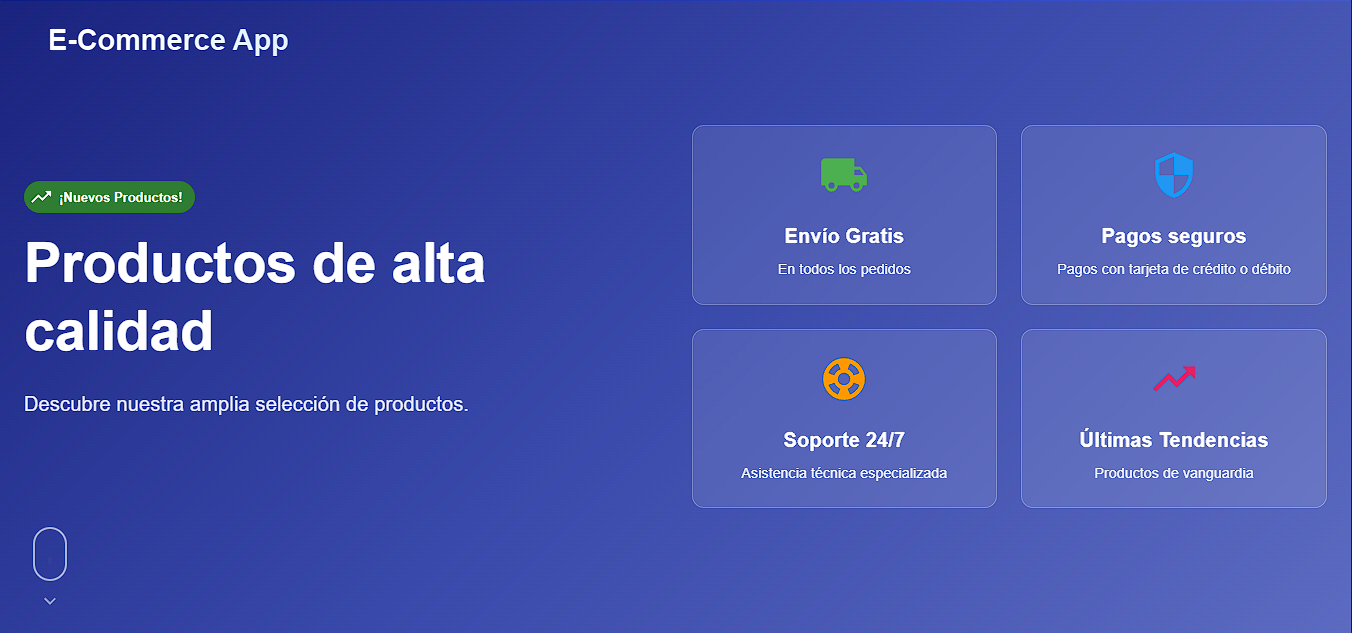 E-Commerce App
¡Nuevos Productos!
Productos de alta
calidad
Descubre nuestra amplia selección de productos.
Envío Gratis
En todos los pedidos
Pagos seguros
Pagos con tarjeta de crédito o débito
Soporte 24/7
Asistencia técnica especializada
Últimas Tendencias
Productos de vanguardia